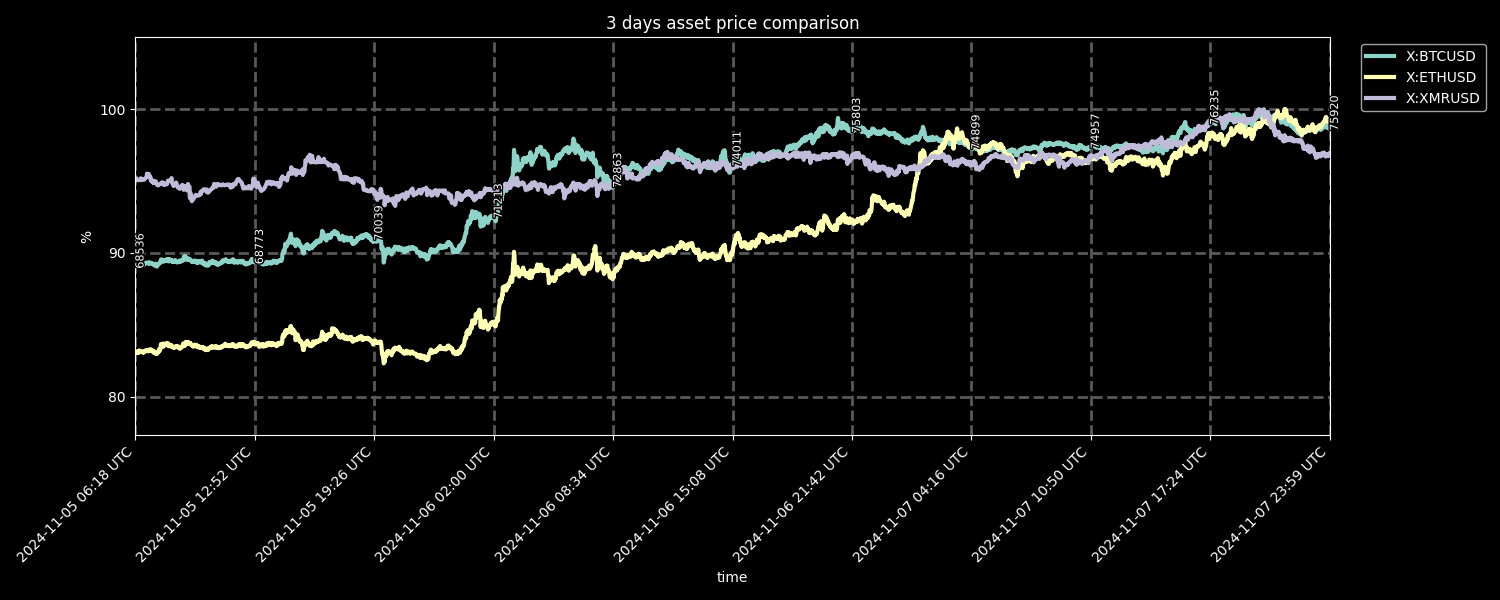 3 days asset price comparison
X:BTCUSD
X:ETHUSD
X:XMRUSD
%
100
90
80
68536
68773
70039
71213
72863
74011
75803
74899
74957
76235
75920
2024-11-05 06:18 UTC
2024-11-05 12:52 UTC
2024-11-05 19:26 UTC
2024-11-06 02:00 UTC
2024-11-06 08:34 UTC
2024-11-06 15:08 UTC
2024-11-06 21:42 UTC
2024-11-07 04:16 UTC
2024-11-07 10:50 UTC
2024-11-07 17:24 UTC
2024-11-07 23:59 UTC
time